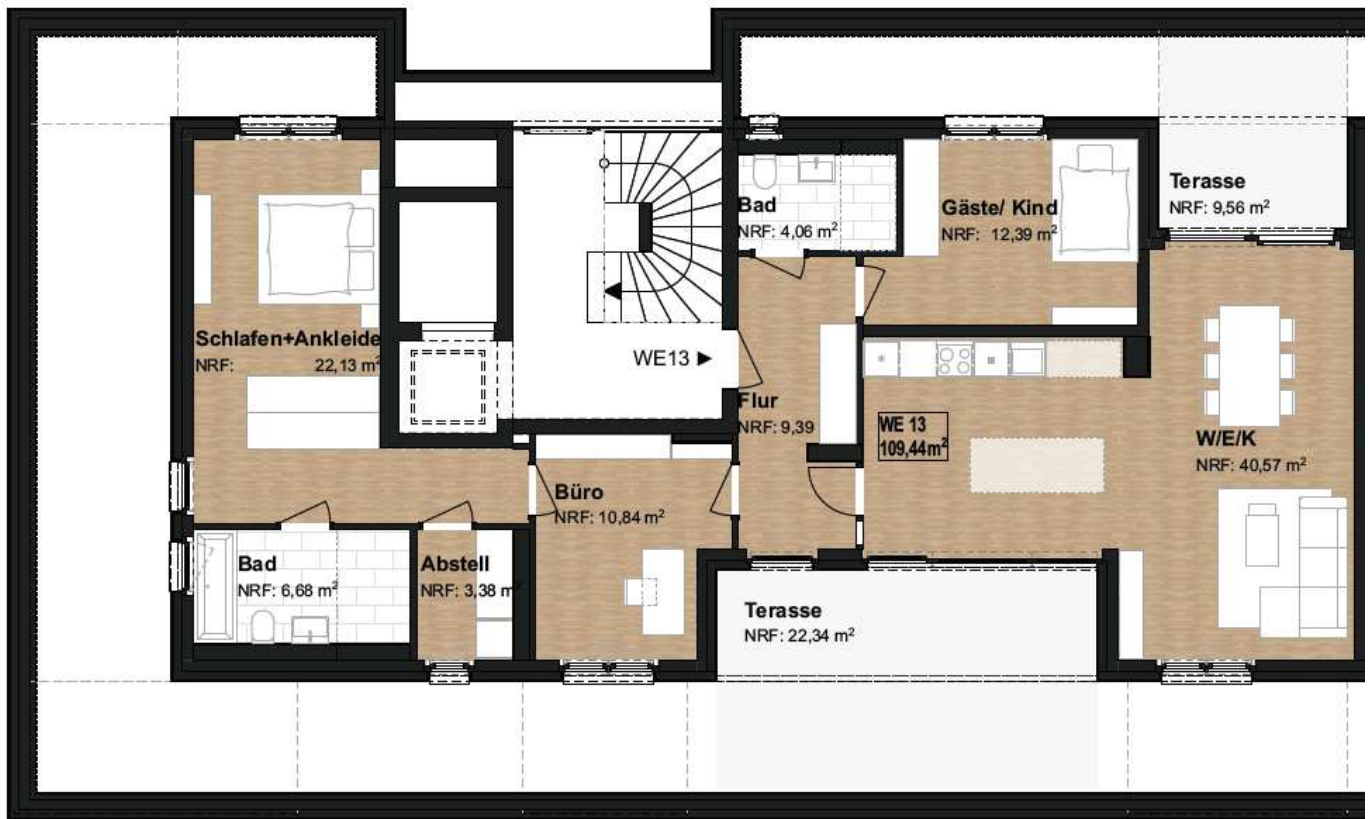 Terasse
NRF: 9,56 m²
Bad
NRF: 4,06 m²
Gäste/ Kind
NRF: 12,39 m²
Schlafen+Ankleide
NRF: 22,13 m²
WE13
Flur
NRF: 9,39
WE 13
109,44m²
W/E/K
NRF: 40,57 m²
Büro
NRF: 10,84 m²
Bad
NRF: 6,68 m²
Abstell
NRF: 3,38 m²
Terasse
NRF: 22,34 m²